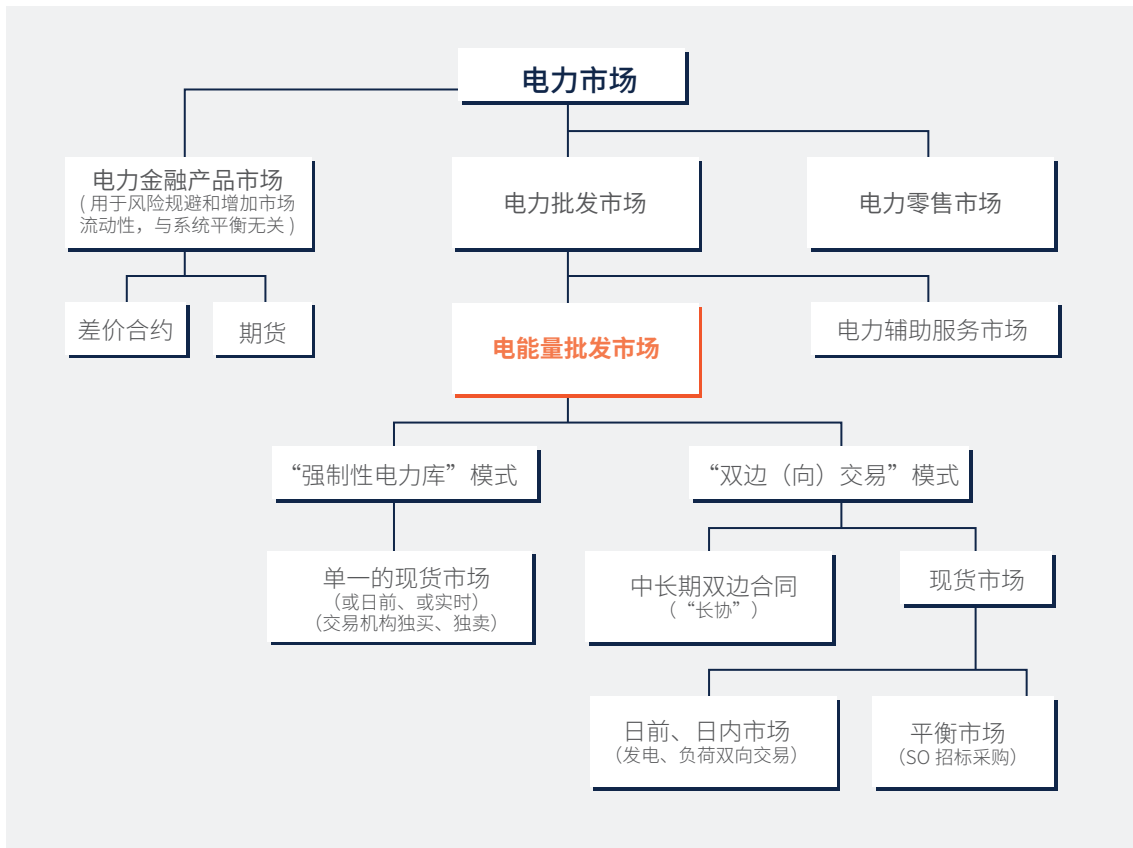 电力市场
电力金融产品市场
( 用于风险规避和增加市场
流动性，与系统平衡无关 )
电力批发市场
电力零售市场
差价合约
期货
电能量批发市场
电力辅助服务市场
“强制性电力库”模式
“双边（向）交易”模式
单一的现货市场
（或日前、或实时）
（交易机构独买、独卖）
中长期双边合同
（“长协”）
现货市场
日前、日内市场
（发电、负荷双向交易）
平衡市场
（SO 招标采购）